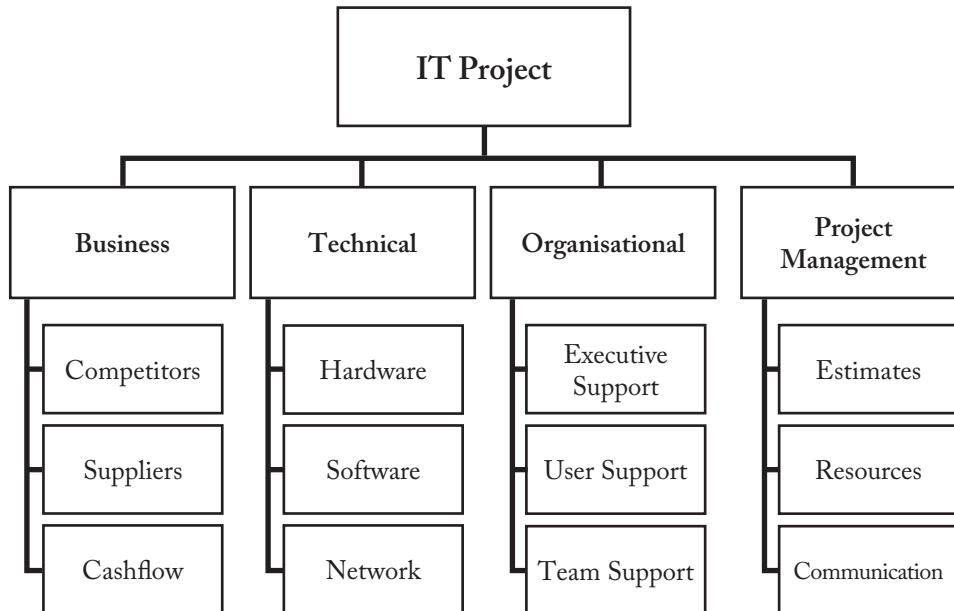 IT Project
Business
Technical
Organisational
Project
Management
Competitors
Hardware
Executive
Support
Estimates
Suppliers
Software
User Support
Resources
Cashflow
Network
Team Support
Communication